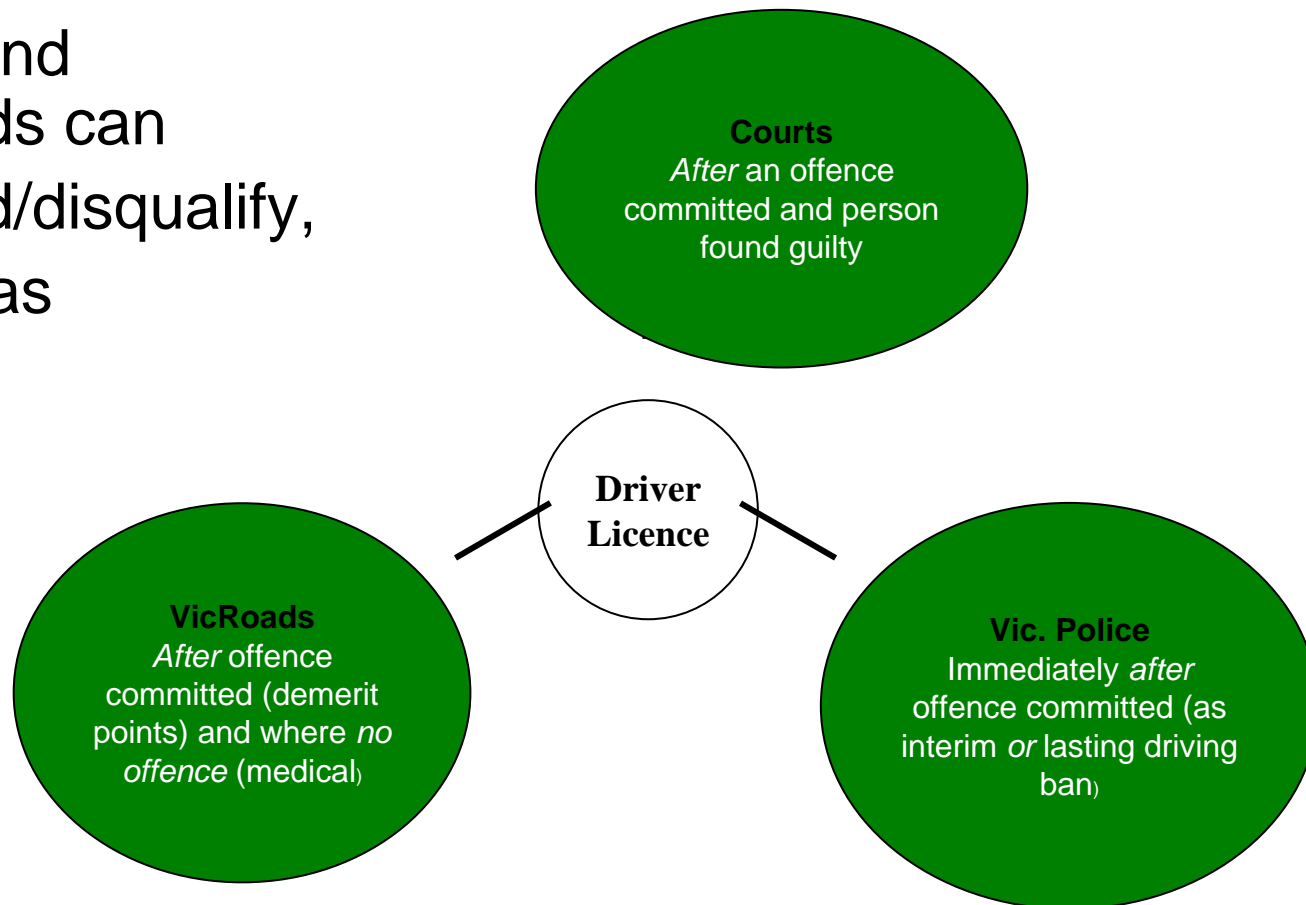 nd
ds can
d/disqualify,
as
Courts
After an offence
committed and person
found guilty
Driver
Licence
VicRoads
After offence
committed (demerit
points) and where no
offence (medical)
Vic. Police
Immediately after
offence committed (as
interim or lasting driving
ban)